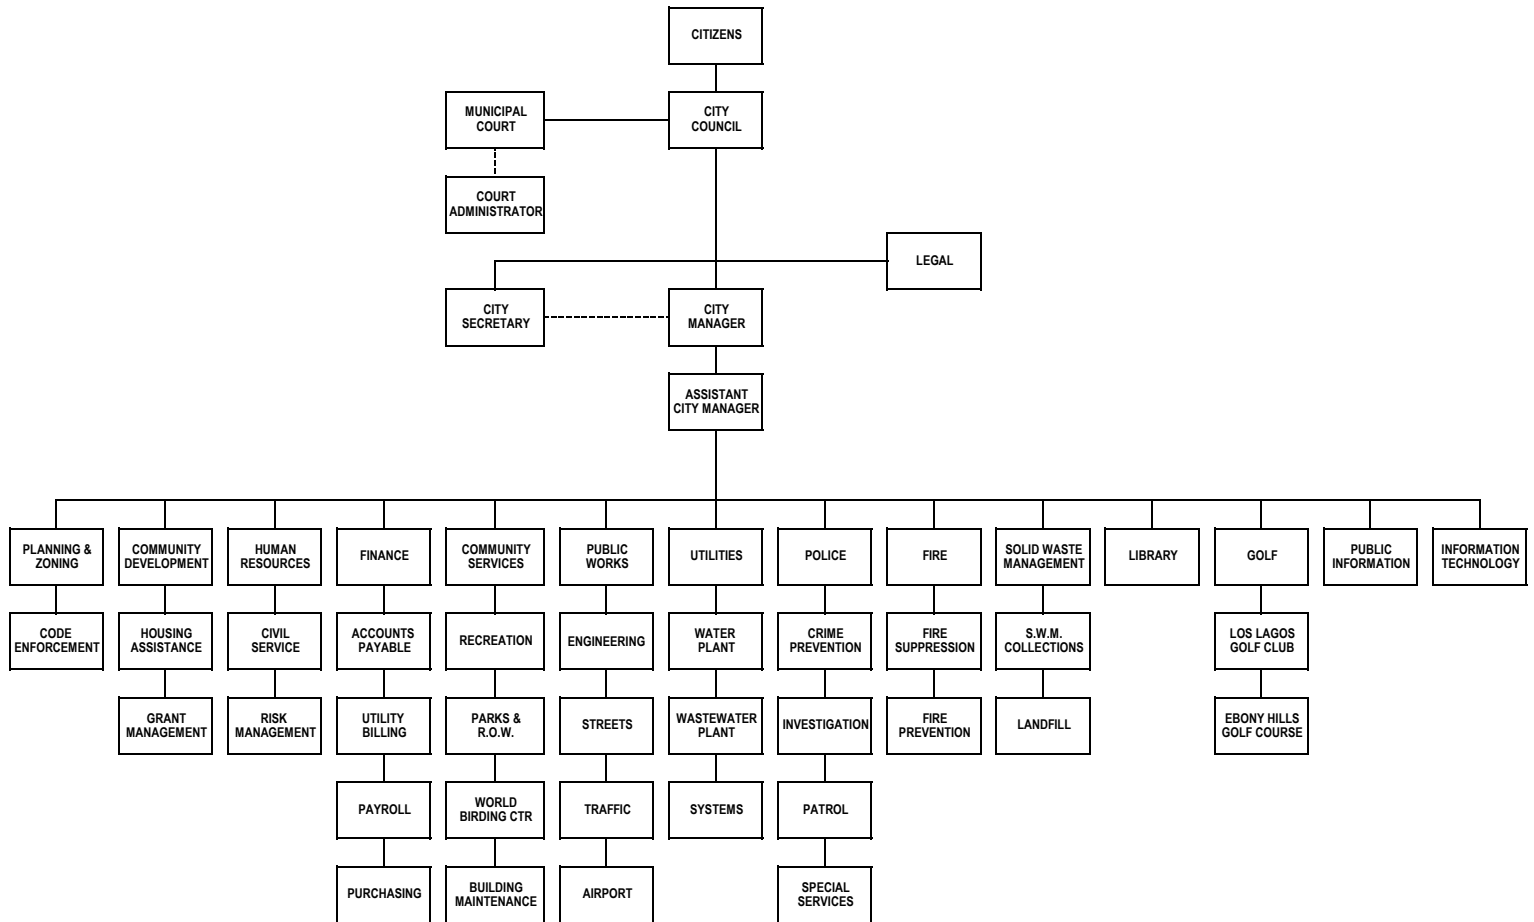 CITIZENS
MUNICIPAL
COURT
CITY
COUNCIL
COURT
ADMINISTRATOR
LEGAL
CITY
SECRETARY
CITY
MANAGER
ASSISTANT
CITY MANAGER
PLANNING &
ZONING
COMMUNITY
DEVELOPMENT
HUMAN
RESOURCES
FINANCE
COMMUNITY
SERVICES
PUBLIC
WORKS
UTILITIES
POLICE
FIRE
SOLID WASTE
MANAGEMENT
LIBRARY
GOLF
PUBLIC
INFORMATION
INFORMATION
TECHNOLOGY
CODE
ENFORCEMENT
HOUSING
ASSISTANCE
CIVIL
SERVICE
ACCOUNTS
PAYABLE
RECREATION
ENGINEERING
WATER
PLANT
CRIME
PREVENTION
FIRE
SUPPRESSION
S.W.M.
COLLECTIONS
LOS LAGOS
GOLF CLUB
GRANT
MANAGEMENT
RISK
MANAGEMENT
UTILITY
BILLING
PARKS &
R.O.W.
STREETS
WASTEWATER
PLANT
INVESTIGATION
FIRE
PREVENTION
LANDFILL
EBONY HILLS
GOLF COURSE
PAYROLL
WORLD
BIRDING CTR
TRAFFIC
SYSTEMS
PATROL
PURCHASING
BUILDING
MAINTENANCE
AIRPORT
SPECIAL
SERVICES